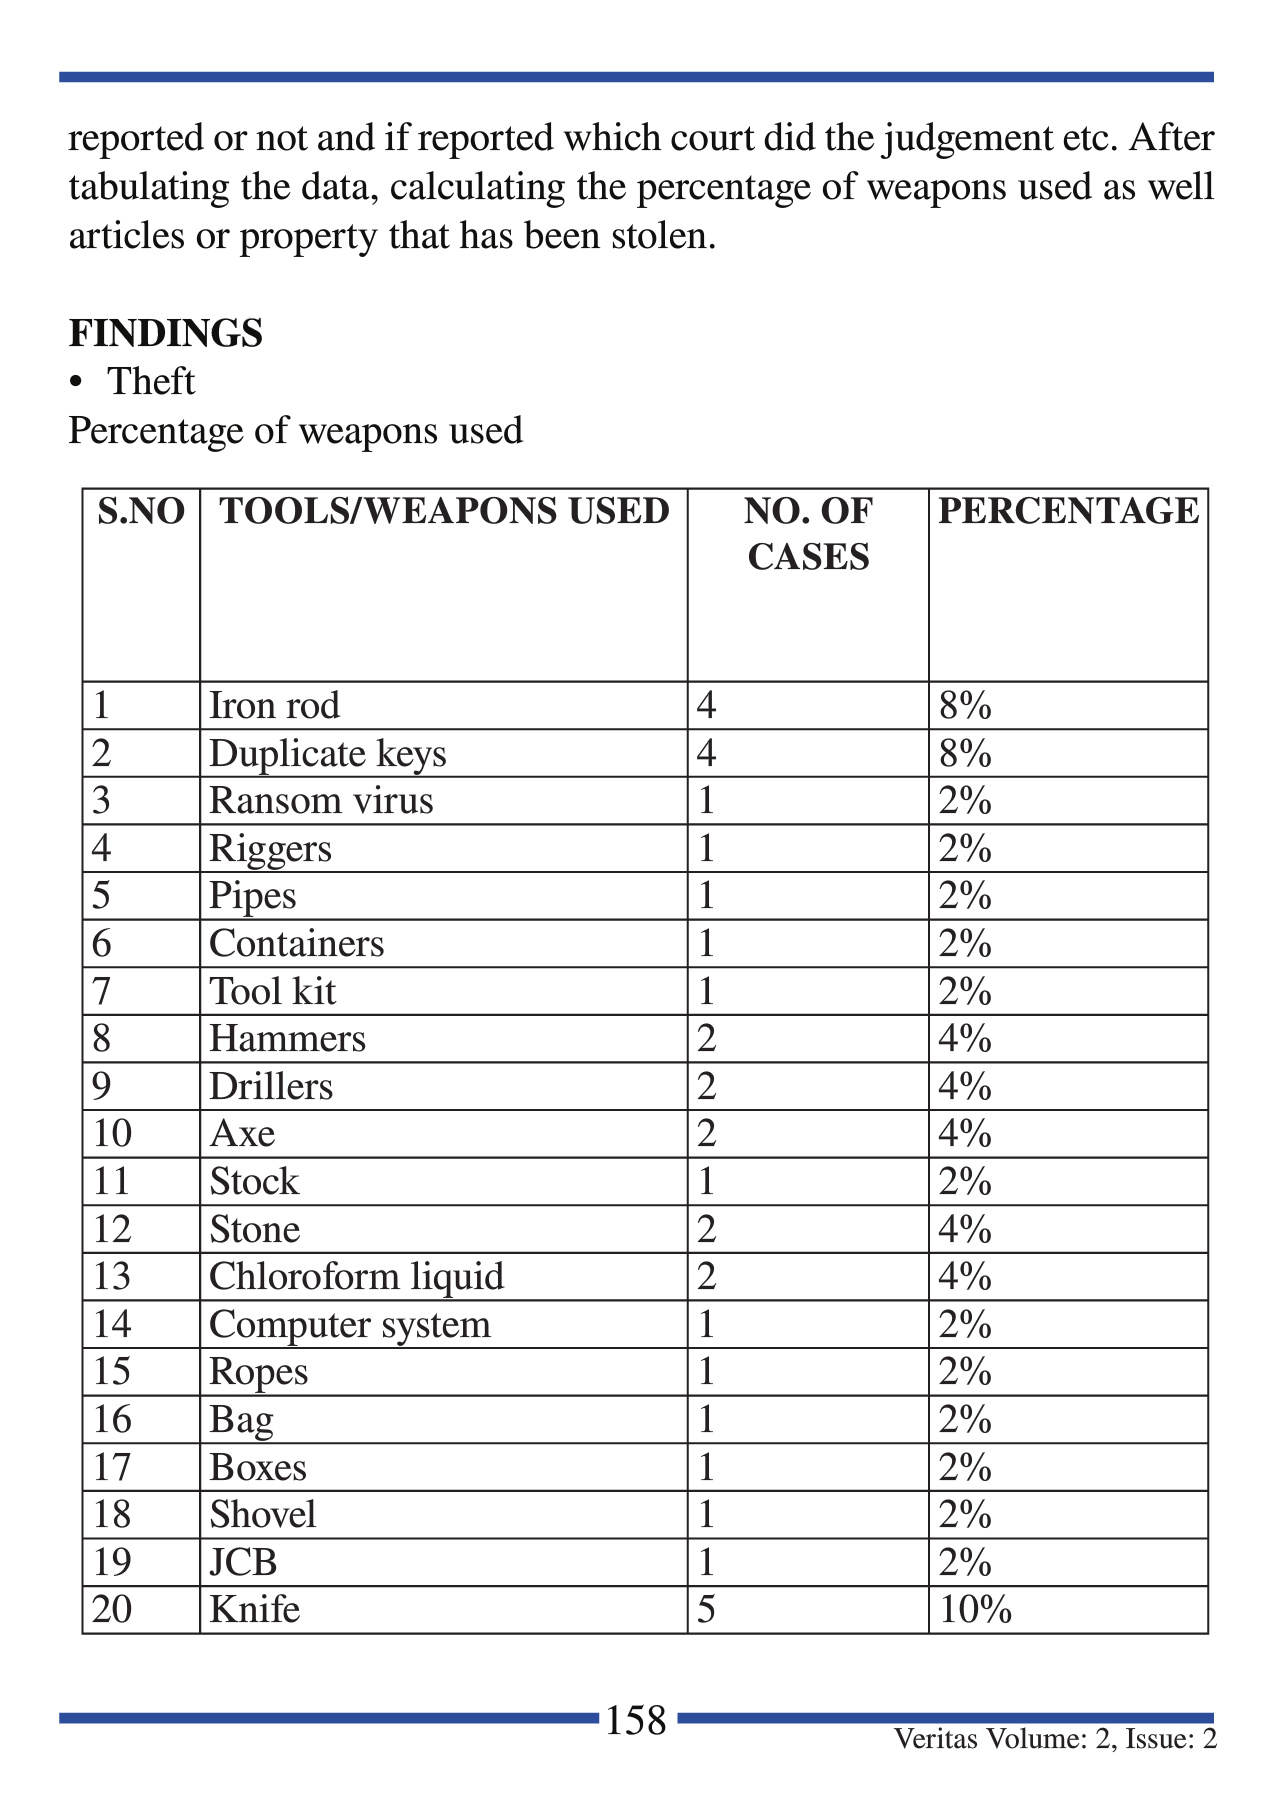 reported or not and if reported which court did the judgement etc. After
tabulating the data, calculating the percentage of weapons used as well
articles or property that has been stolen.
FINDINGS
• Theft
Percentage of weapons used
S.NO TOOLS/WEAPONS USED NO. OF CASES PERCENTAGE
1 Iron rod 4 8%
2 Duplicate keys 4 8%
3 Ransom virus 1 2%
4 Riggers 1 2%
5 Pipes 1 2%
6 Containers 1 2%
7 Tool kit 1 2%
8 Hammers 2 4%
9 Drillers 2 4%
10 Axe 2 4%
11 Stock 1 2%
12 Stone 2 4%
13 Chloroform liquid 2 4%
14 Computer system 1 2%
15 Ropes 1 2%
16 Bag 1 2%
17 Boxes 1 2%
18 Shovel 1 2%
19 JCB 1 2%
20 Knife 5 10%
158
Veritas Volume: 2, Issue: 2